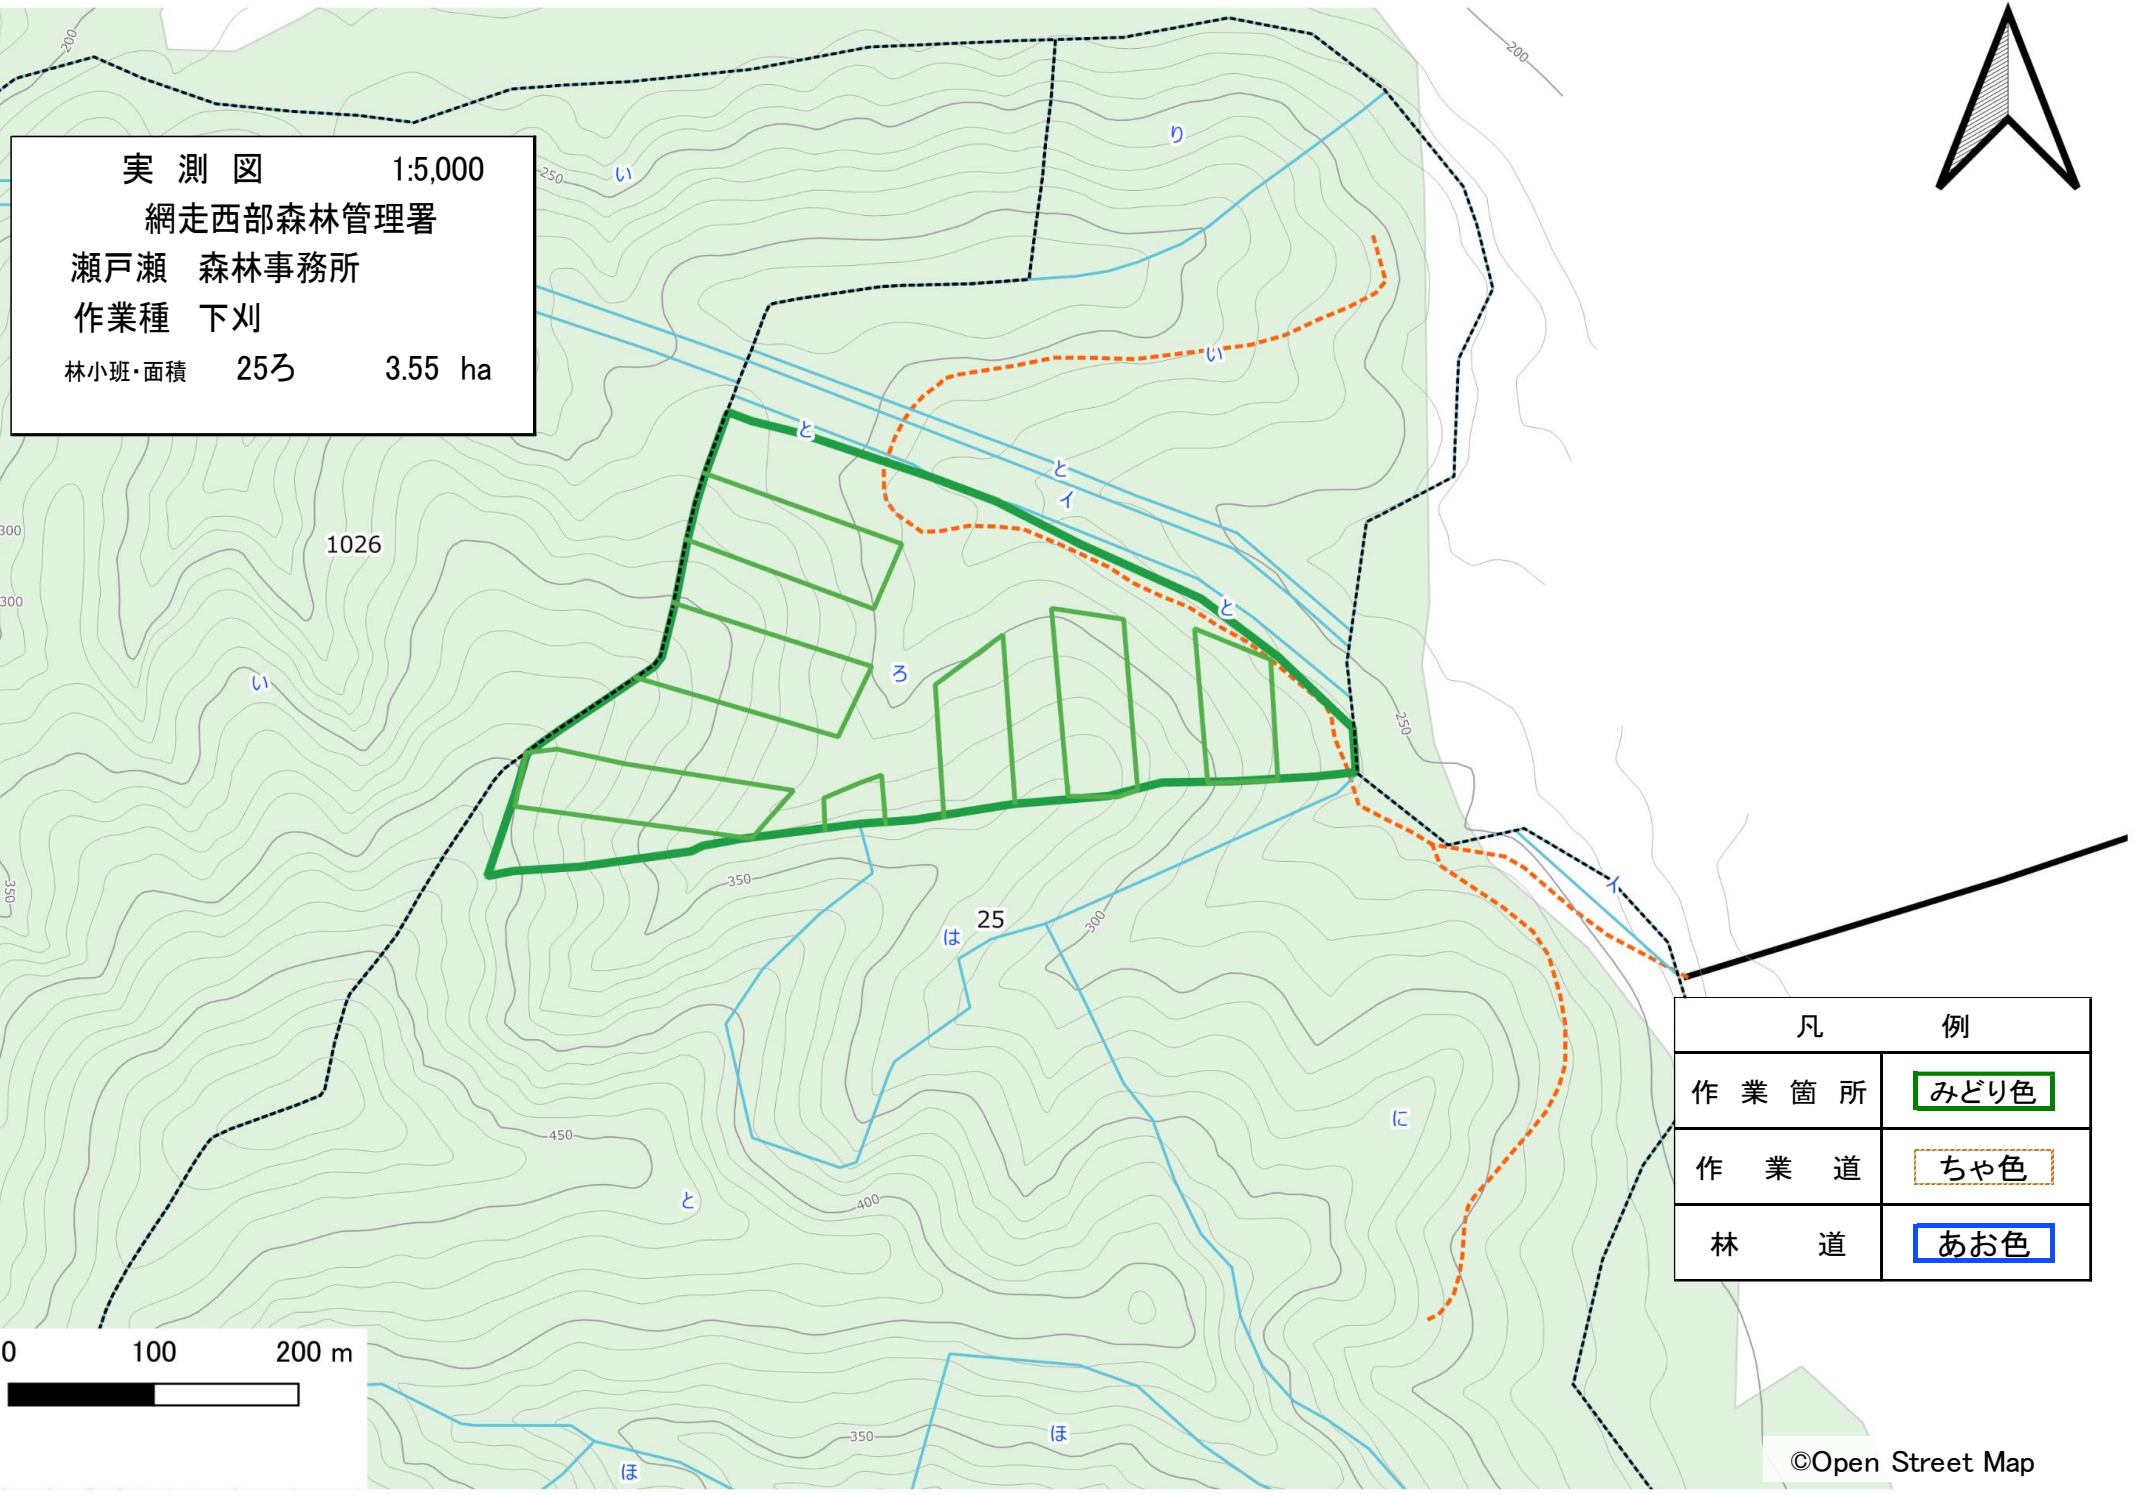 200
200
り
い
250
実測図 1:5,000
網走西部森林管理署
瀬戸瀬 森林事務所
作業種 下刈
林小班・面積 25ろ 3.55 ha
い
と
と
イ
300
1026
300
と
ろ
い
250
350
350
イ
25
は
300
凡例
作業箇所 みどり色
作業道 ちゃ色
林道 あお色
に
450
と
400
0 100 200 m
350
ほ
ほ
©Open Street Map